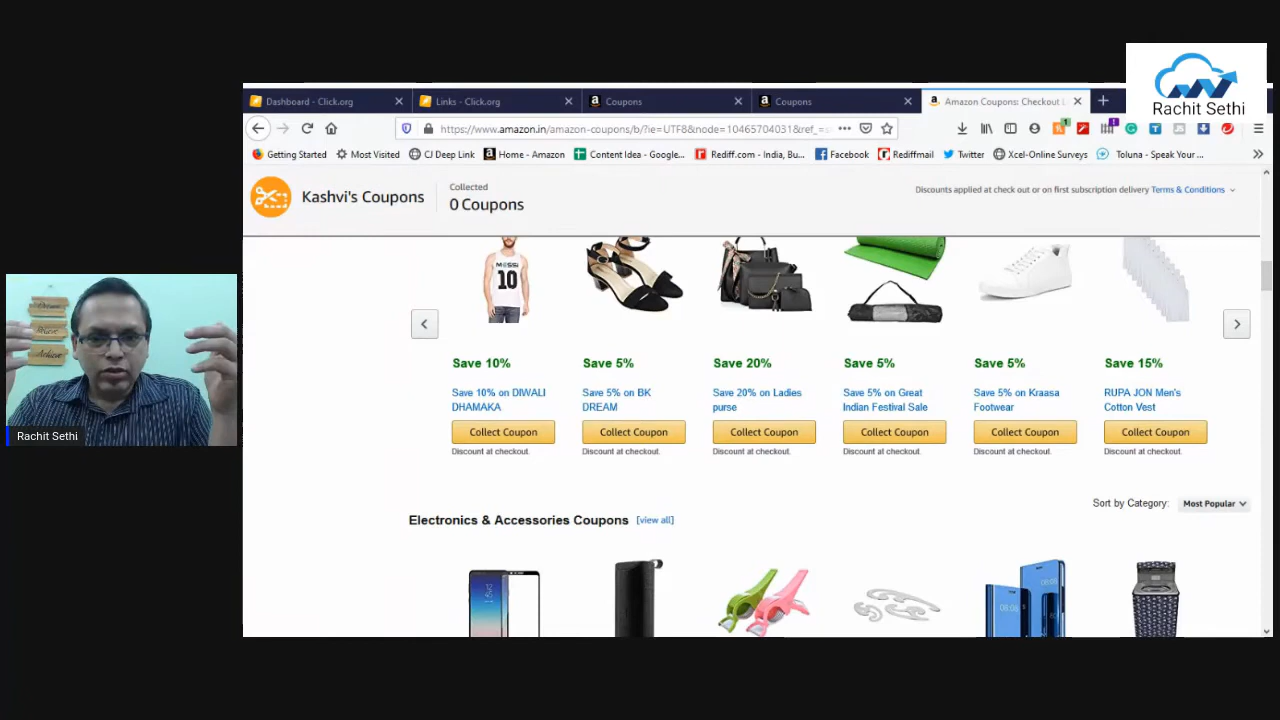 Rachit Sethi
Dashboard - Click.org
Links - Click.org
Coupons
Coupons
Amazon Coupons: Checkout L
https://www.amazon.in/amazon-coupons/b/?ie=UTF8&node=10465704031&ref_=s
Getting Started
Most Visited
CJ Deep Link
Home - Amazon
Content Idea - Google...
Rediff.com - India, Bu...
Facebook
Rediffmail
Twitter
Xcel-Online Surveys
Toluna - Speak Your ...
Kashvi's Coupons
Collected
0 Coupons
Discounts applied at check out or on first subscription delivery Terms & Conditions
MESSI
10
Save 10%
Save 5%
Save 20%
Save 5%
Save 5%
Save 15%
Save 10% on DIWALI
DHAMAKA
Save 5% on BK
DREAM
Save 20% on Ladies
purse
Save 5% on Great
Indian Festival Sale
Save 5% on Kraasa
Footwear
RUPA JON Men's
Cotton Vest
Collect Coupon
Collect Coupon
Collect Coupon
Collect Coupon
Collect Coupon
Collect Coupon
Discount at checkout.
Discount at checkout.
Discount at checkout.
Discount at checkout.
Discount at checkout.
Discount at checkout.
Sort by Category: Most Popular
Electronics & Accessories Coupons [view all]
08:08
08:08
Achieve
Rachit Sethi